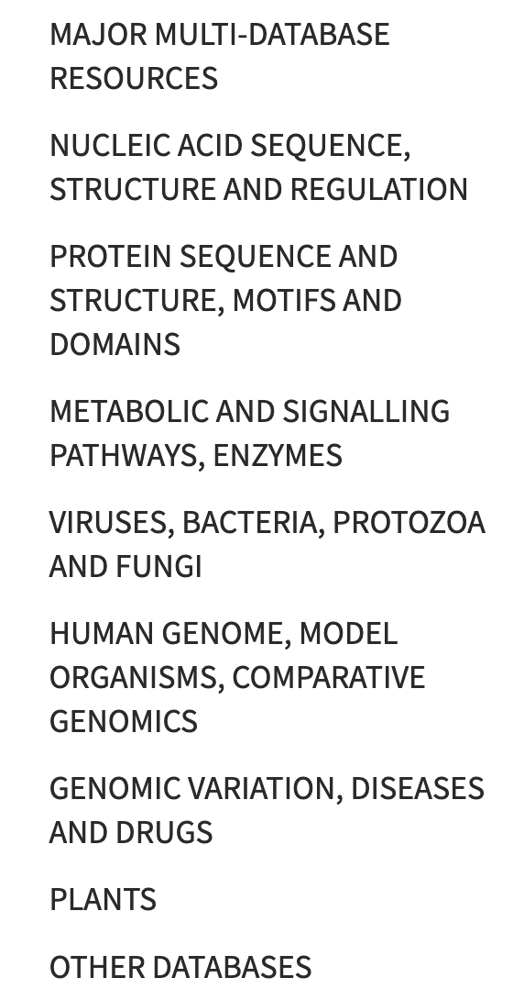 MAJOR MULTI-DATABASE
RESOURCES
NUCLEIC ACID SEQUENCE,
STRUCTURE AND REGULATION
PROTEIN SEQUENCE AND
STRUCTURE, MOTIFS AND
DOMAINS
METABOLIC AND SIGNALLING
PATHWAYS, ENZYMES
VIRUSES, BACTERIA, PROTOZOA
AND FUNGI
HUMAN GENOME, MODEL
ORGANISMS, COMPARATIVE
GENOMICS
GENOMIC VARIATION, DISEASES
AND DRUGS
PLANTS
OTHER DATABASES